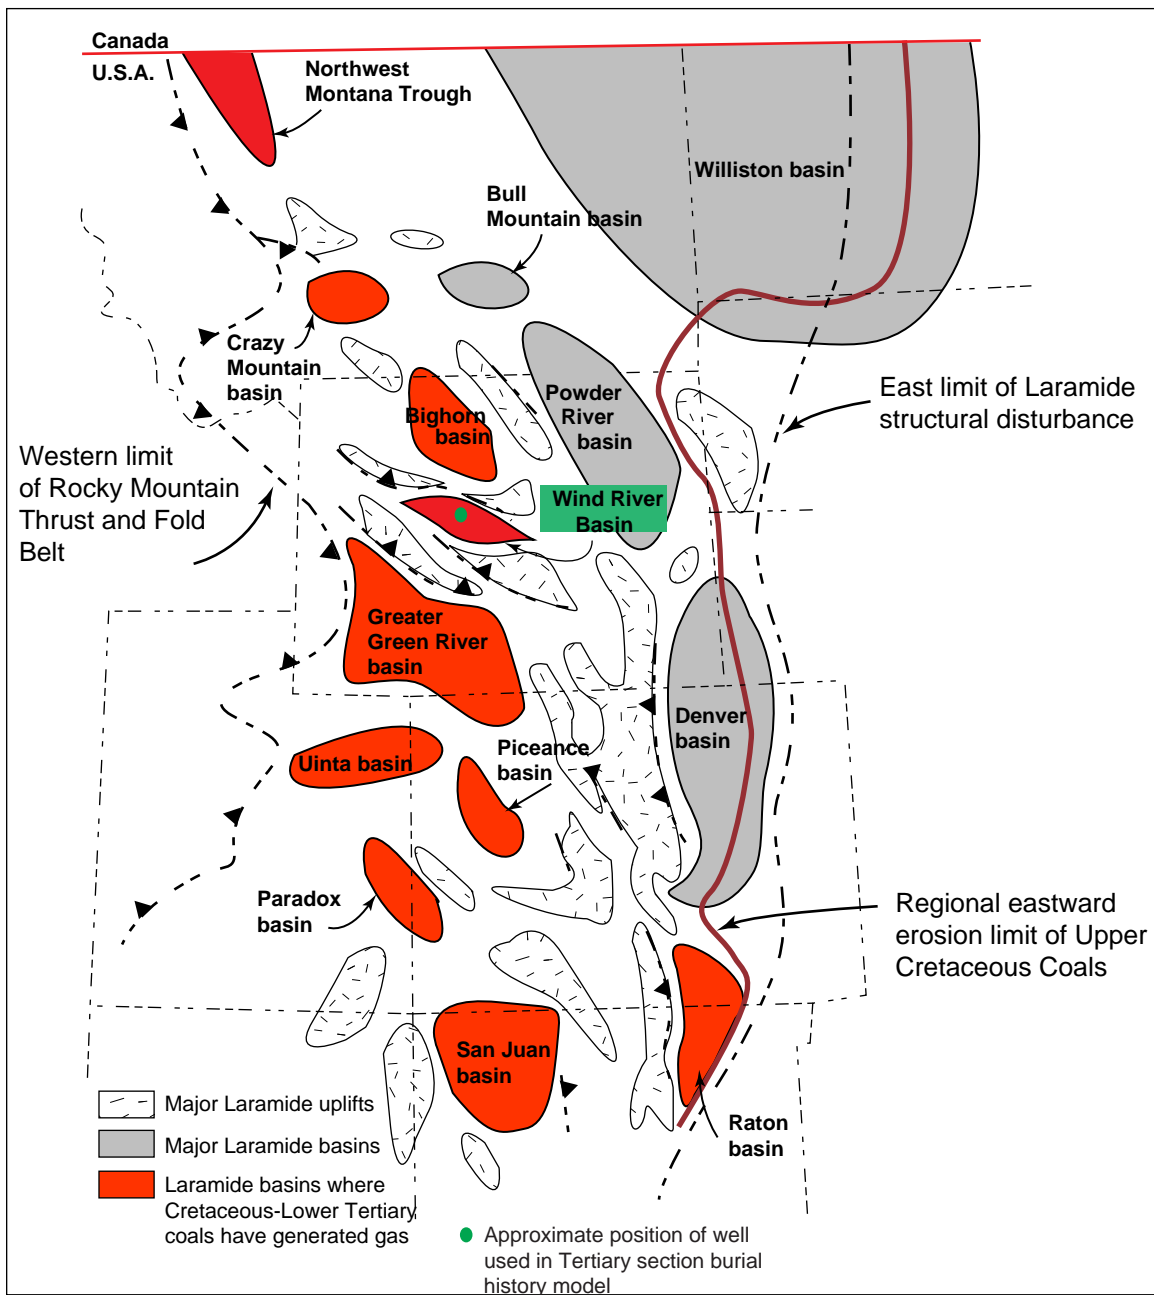 Canada
U.S.A.
Northwest
Montana Trough
Williston basin
Bull
Mountain basin
Crazy
Mountain
basin
Bighorn
basin
Powder
River
basin
East limit of Laramide
structural disturbance
Western limit
of Rocky Mountain
Thrust and Fold
Belt
Wind River
Basin
Greater
Green River
basin
Denver
basin
Uinta basin
Piceance
basin
Paradox
basin
Regional eastward
erosion limit of Upper
Cretaceous Coals
San Juan
basin
Raton
basin
Major Laramide uplifts
Major Laramide basins
Laramide basins where
Cretaceous-Lower Tertiary
coals have generated gas
Approximate position of well
used in Tertiary section burial
history model